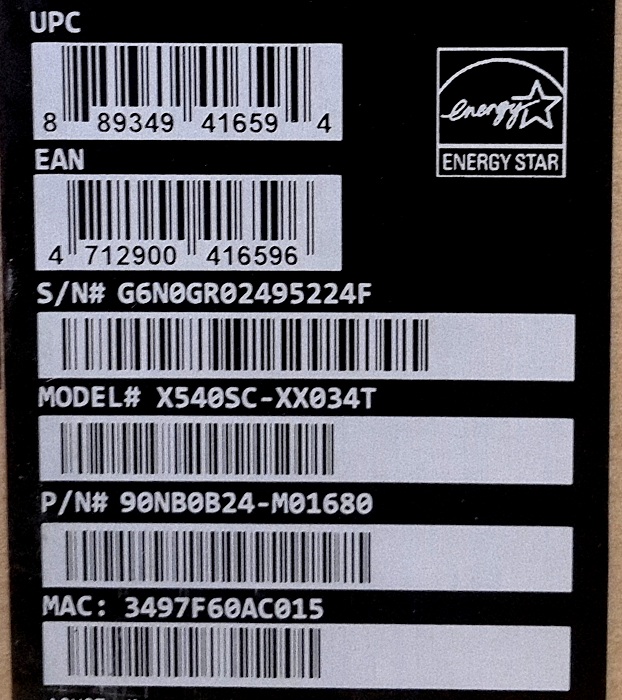 UPC
8 89349 41659 4
energy
ENERGY STAR
EAN
4 712900 416596
S/N# G6N0GR02495224F
MODEL# X540SC-XX034T
P/N# 90NB0B24-M01680
MAC: 3497F60AC015